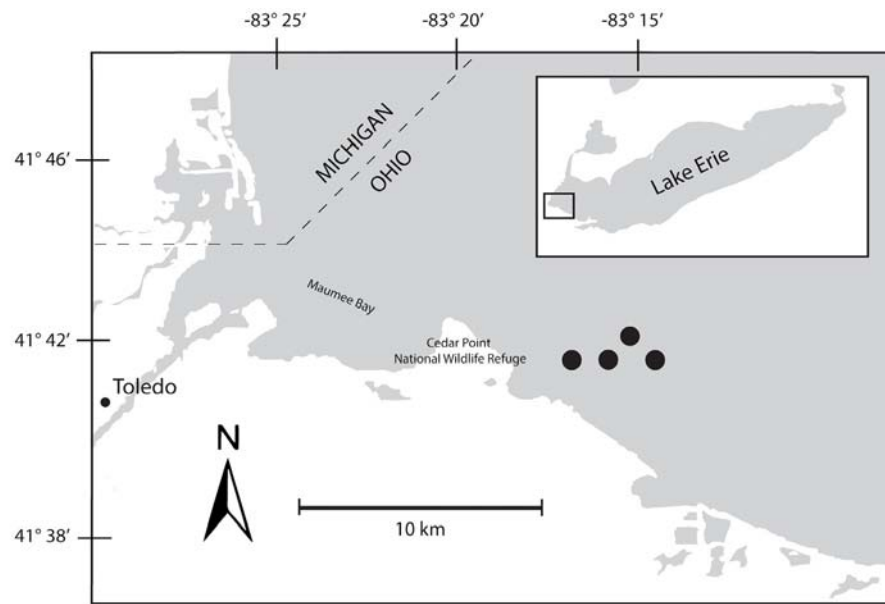 -83° 25′
-83° 20′
-83° 15′
41° 46′
41° 42′
41° 38′
MICHIGAN
OHIO
Lake Erie
Maumee Bay
Cedar Point
National Wildlife Refuge
Toledo
N
10 km